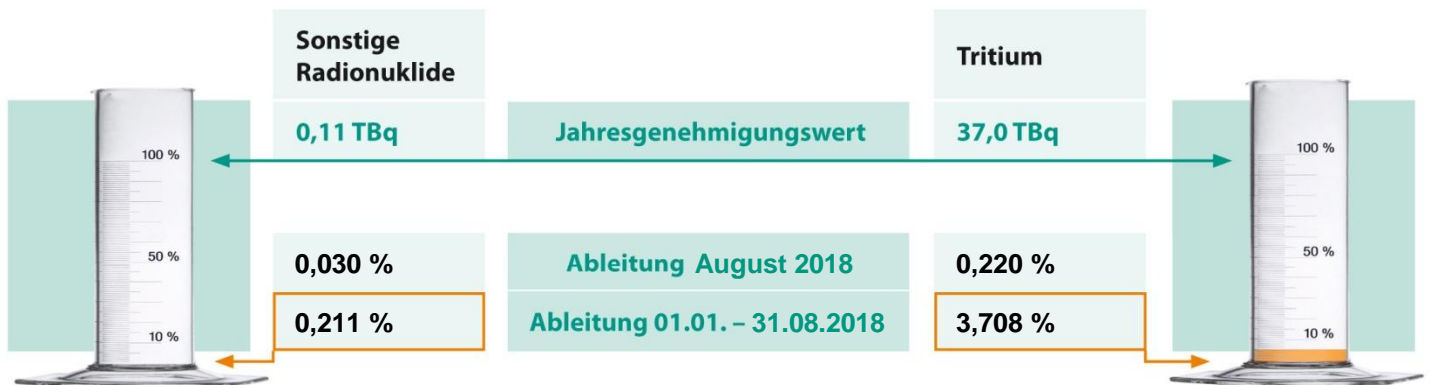 Sonstige
Radionuklide
Tritium
0,11 TBq
Jahresgenehmigungswert
37,0 TBq
100 %
100 %
50 %
50 %
0,030 %
Ableitung August 2018
0,220 %
0,211 %
Ableitung 01.01. – 31.08.2018
3,708 %
10 %
10 %